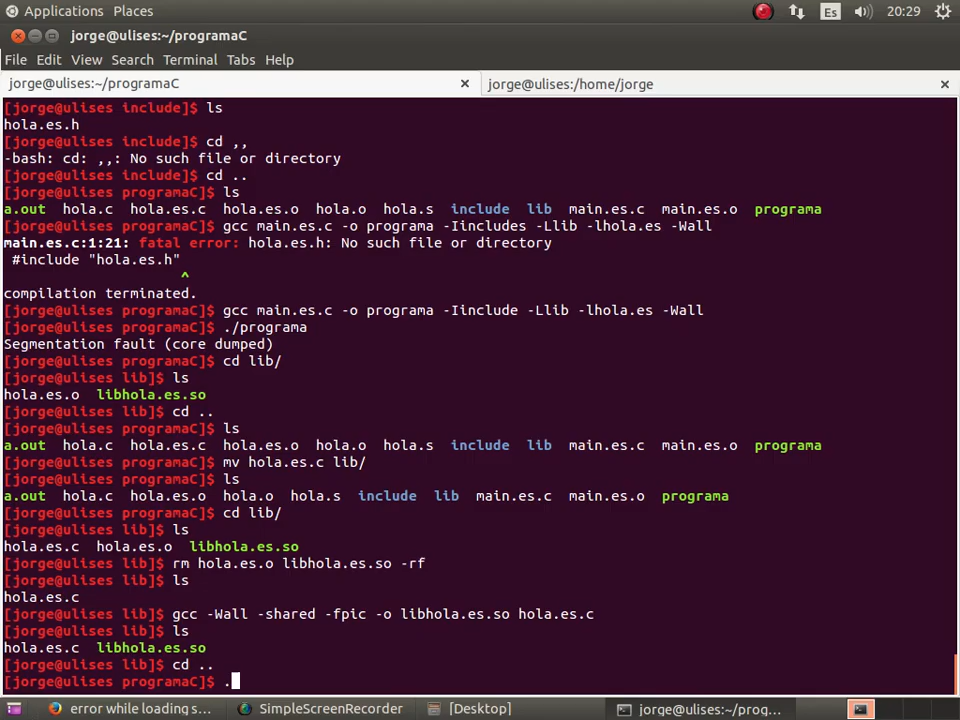 Applications Places Es 20:29
jorge@ulises:~/programaC
File Edit View Search Terminal Tabs Help
jorge@ulises:~/programaC × jorge@ulises:/home/jorge ×
[jorge@ulises include]$ ls
hola.es.h
[jorge@ulises include]$ cd ,,
-bash: cd: ,,: No such file or directory
[jorge@ulises include]$ cd ..
[jorge@ulises programaC]$ ls
a.out hola.c hola.es.c hola.es.o hola.o hola.s include lib main.es.c main.es.o programa
[jorge@ulises programaC]$ gcc main.es.c -o programa -Iincludes -Llib -lhola.es -Wall
main.es.c:1:21: fatal error: hola.es.h: No such file or directory
#include "hola.es.h"
^
compilation terminated.
[jorge@ulises programaC]$ gcc main.es.c -o programa -Iinclude -Llib -lhola.es -Wall
[jorge@ulises programaC]$ ./programa
Segmentation fault (core dumped)
[jorge@ulises programaC]$ cd lib/
[jorge@ulises lib]$ ls
hola.es.o libhola.es.so
[jorge@ulises lib]$ cd ..
[jorge@ulises programaC]$ ls
a.out hola.c hola.es.c hola.es.o hola.o hola.s include lib main.es.c main.es.o programa
[jorge@ulises programaC]$ mv hola.es.c lib/
[jorge@ulises programaC]$ ls
a.out hola.c hola.es.o hola.o hola.s include lib main.es.c main.es.o programa
[jorge@ulises programaC]$ cd lib/
[jorge@ulises lib]$ ls
hola.es.c hola.es.o libhola.es.so
[jorge@ulises lib]$ rm hola.es.o libhola.es.so -rf
[jorge@ulises lib]$ ls
hola.es.c
[jorge@ulises lib]$ gcc -Wall -shared -fpic -o libhola.es.so hola.es.c
[jorge@ulises lib]$ ls
hola.es.c libhola.es.so
[jorge@ulises lib]$ cd ..
[jorge@ulises programaC]$ .
error while loading s... SimpleScreenRecorder [Desktop] jorge@ulises:~/prog...